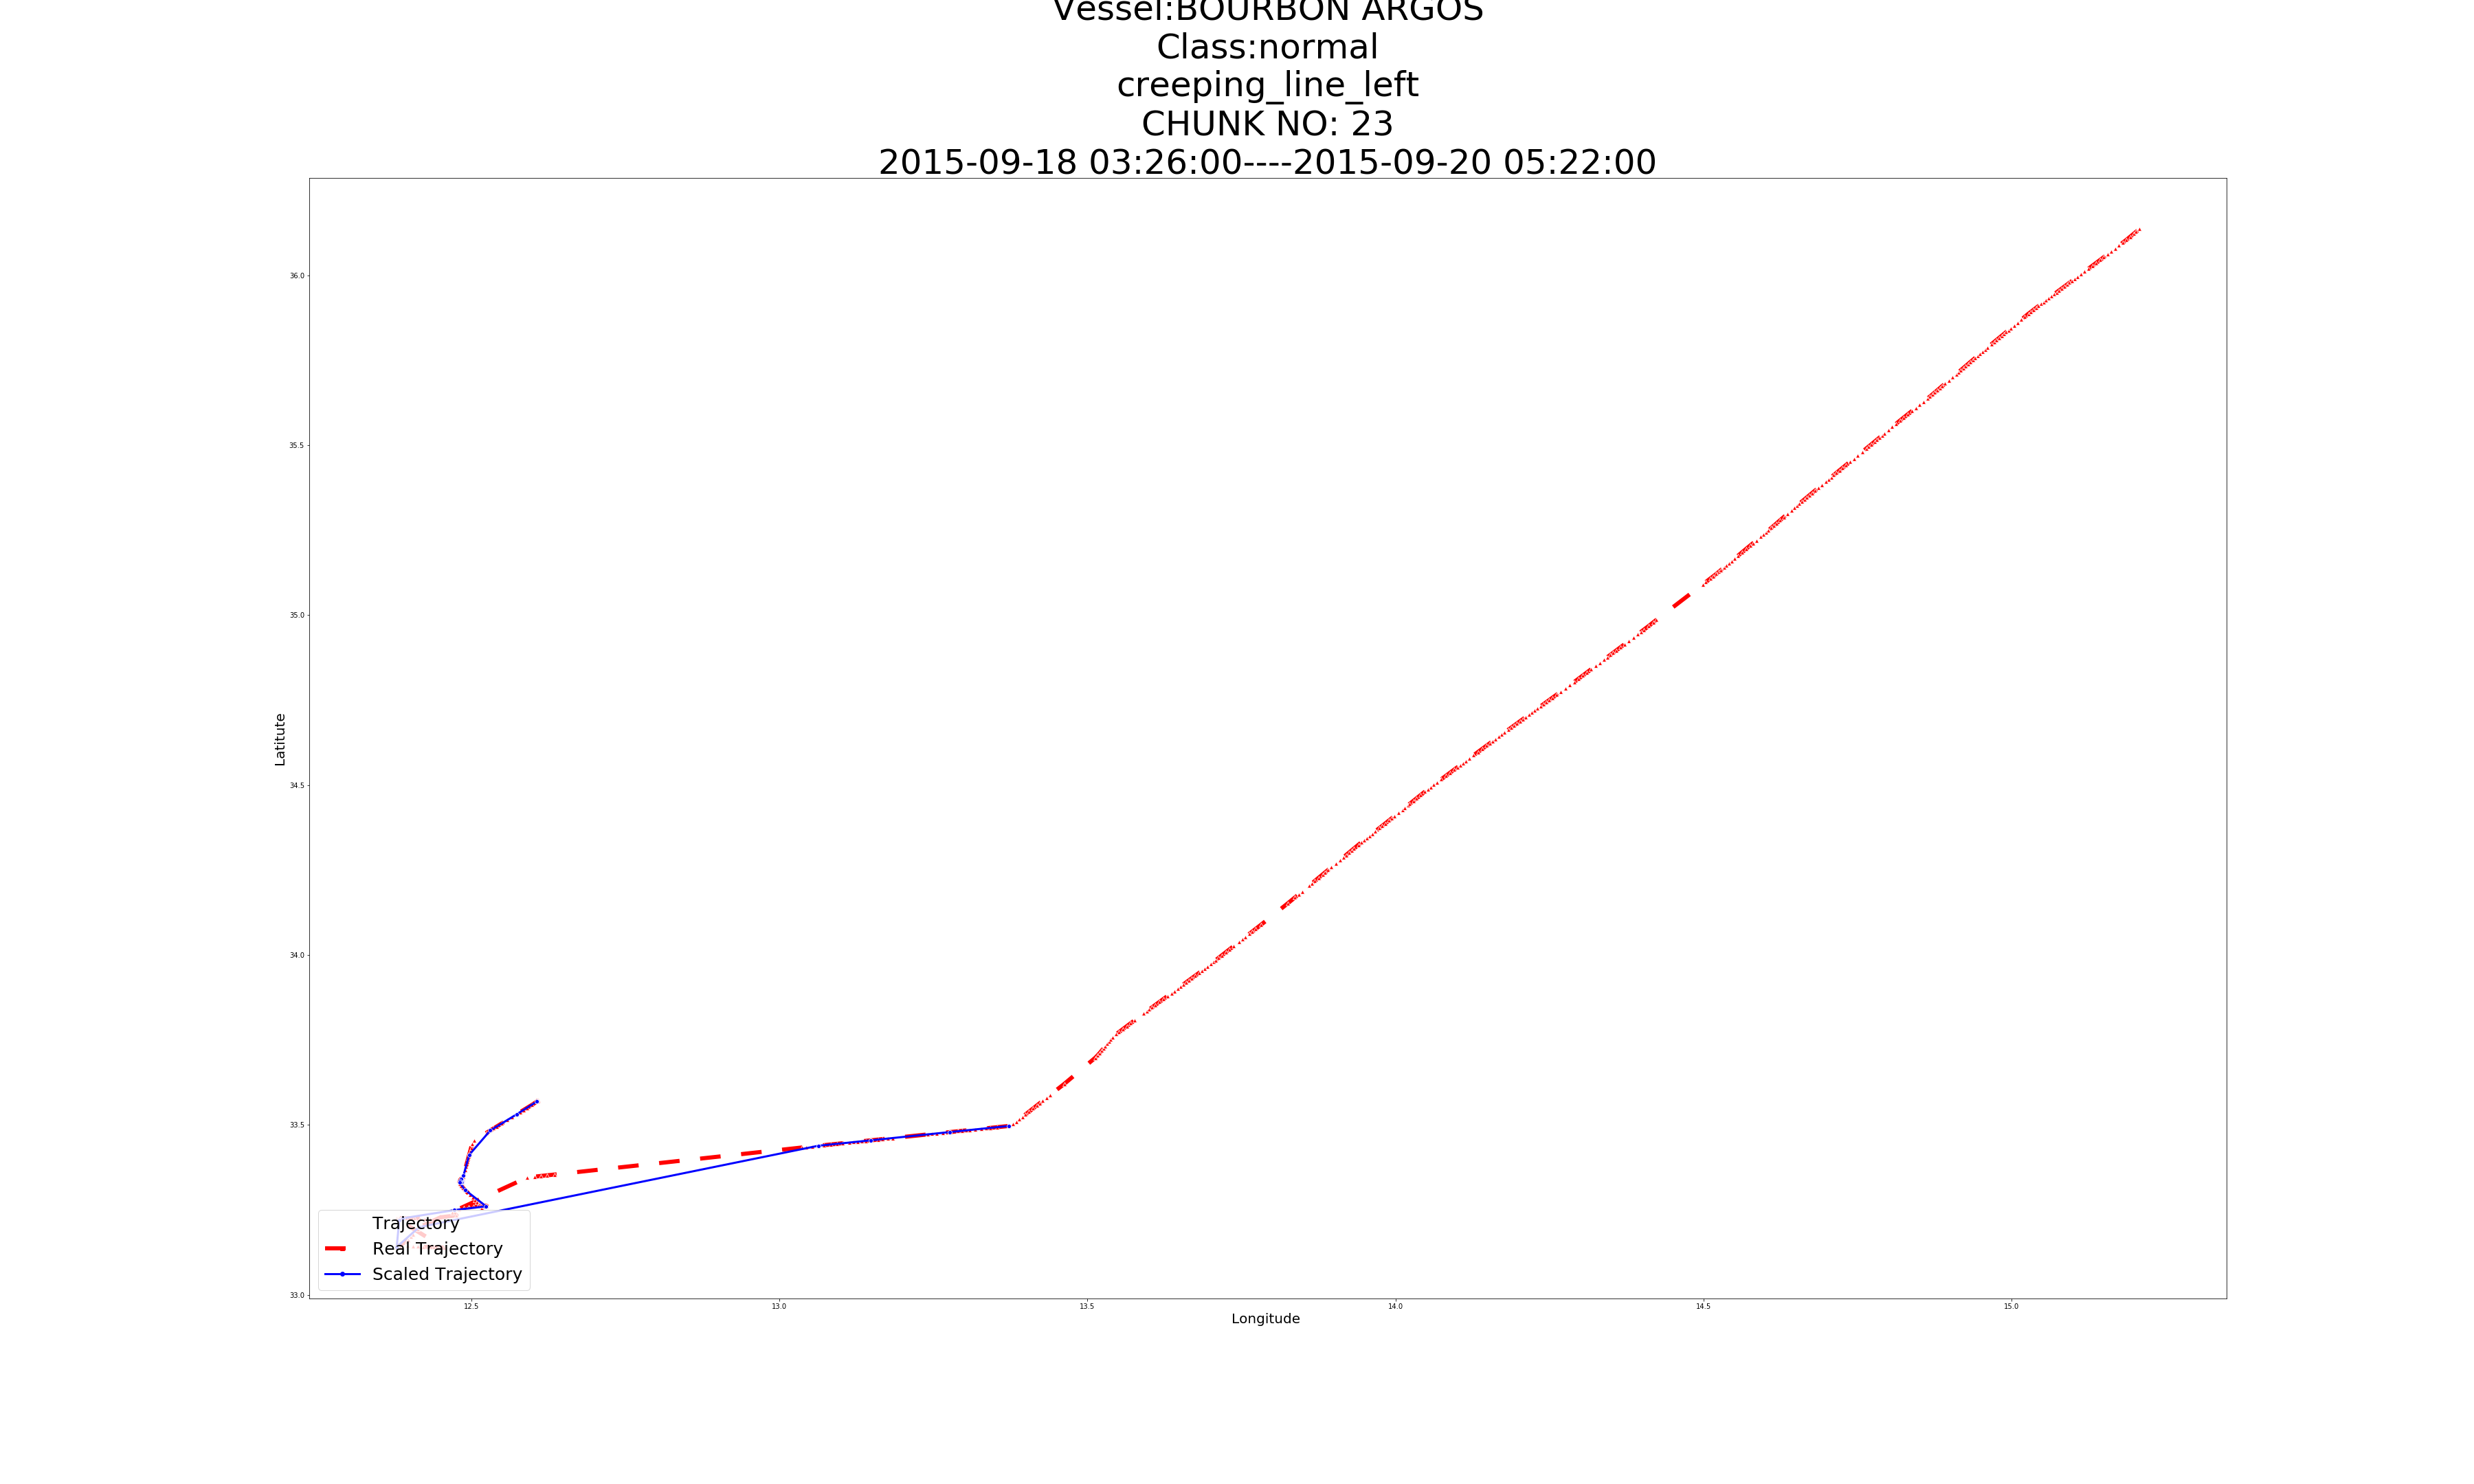 Vessel:BOURBON ARGOS
Class:normal
creeping_line_left
CHUNK NO: 23
2015-09-18 03:26:00----2015-09-20 05:22:00
36.0
35.5
35.0
34.5
34.0
33.5
33.0
Latitute
Trajectory
Real Trajectory
Scaled Trajectory
12.5
13.0
13.5
14.0
14.5
15.0
Longitude